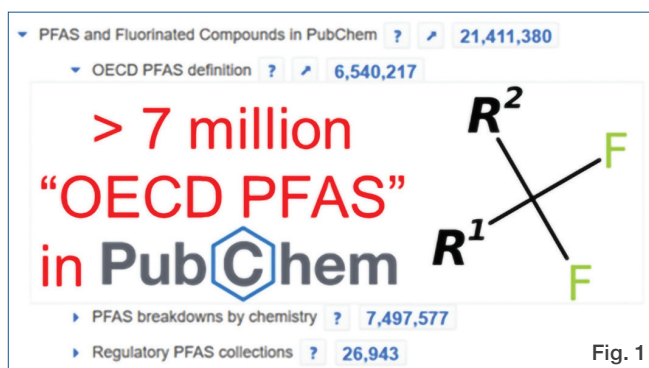 PFAS and Fluorinated Compounds in PubChem ? ↗ 21,411,380
OECD PFAS definition ? ↗ 6,540,217
> 7 million
“OECD PFAS”
in PubChem
R²
R¹
F
F
PFAS breakdowns by chemistry ? 7,497,577
Regulatory PFAS collections ? 26,943
Fig. 1